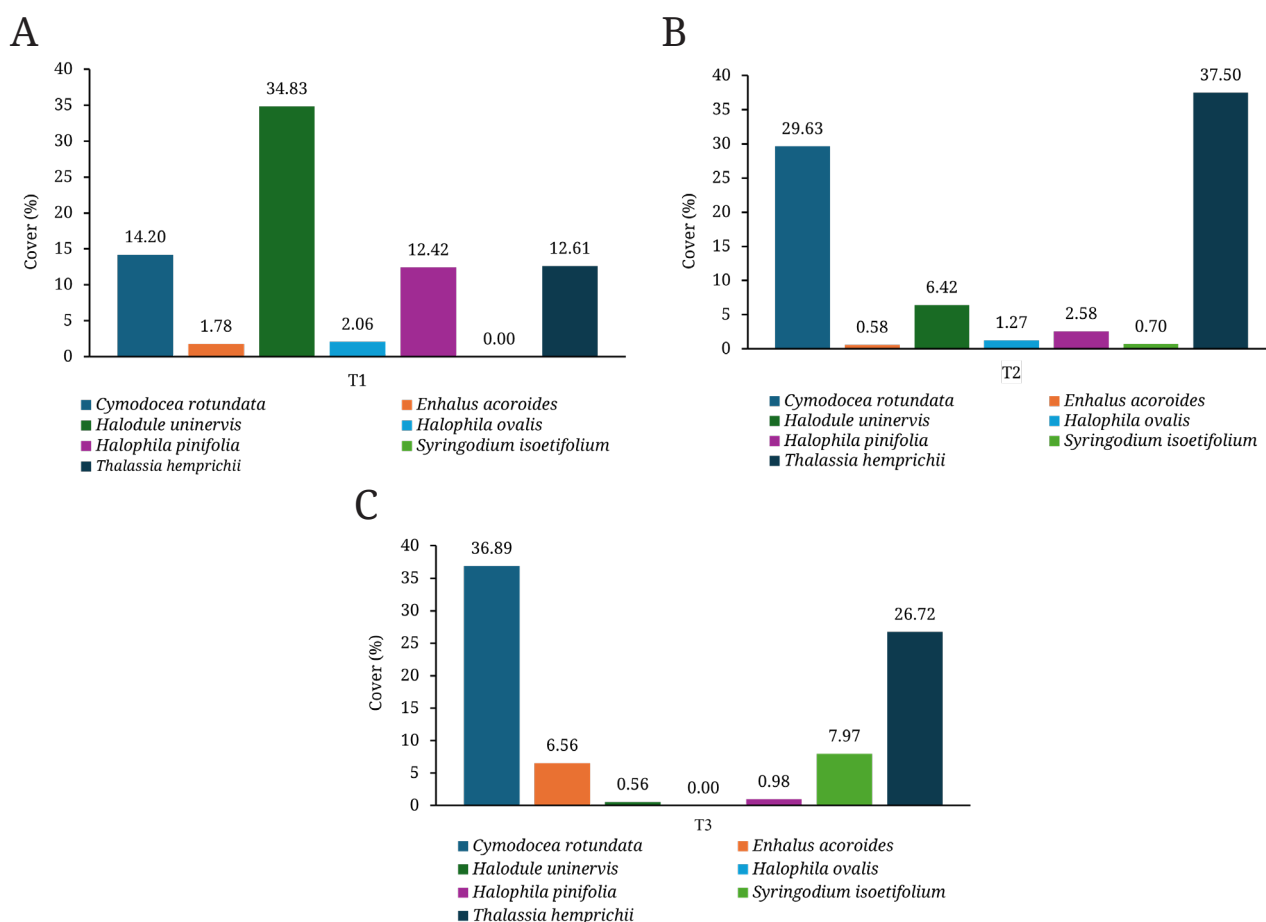 A
40
35
30
25
20
15
10
5
0
Cover (%)
14.20
1.78
34.83
2.06
12.42
0.00
12.61
T1
Cymodocea rotundata
Enhalus acoroides
Halodule uninervis
Halophila ovalis
Halophila pinifolia
Syringodium isoetifolium
Thalassia hemprichii
B
40
35
30
25
20
15
10
5
0
Cover (%)
29.63
0.58
6.42
1.27
2.58
0.70
37.50
T2
Cymodocea rotundata
Enhalus acoroides
Halodule uninervis
Halophila ovalis
Halophila pinifolia
Syringodium isoetifolium
Thalassia hemprichii
C
40
35
30
25
20
15
10
5
0
Cover (%)
36.89
6.56
0.56
0.00
0.98
7.97
26.72
T3
Cymodocea rotundata
Enhalus acoroides
Halodule uninervis
Halophila ovalis
Halophila pinifolia
Syringodium isoetifolium
Thalassia hemprichii